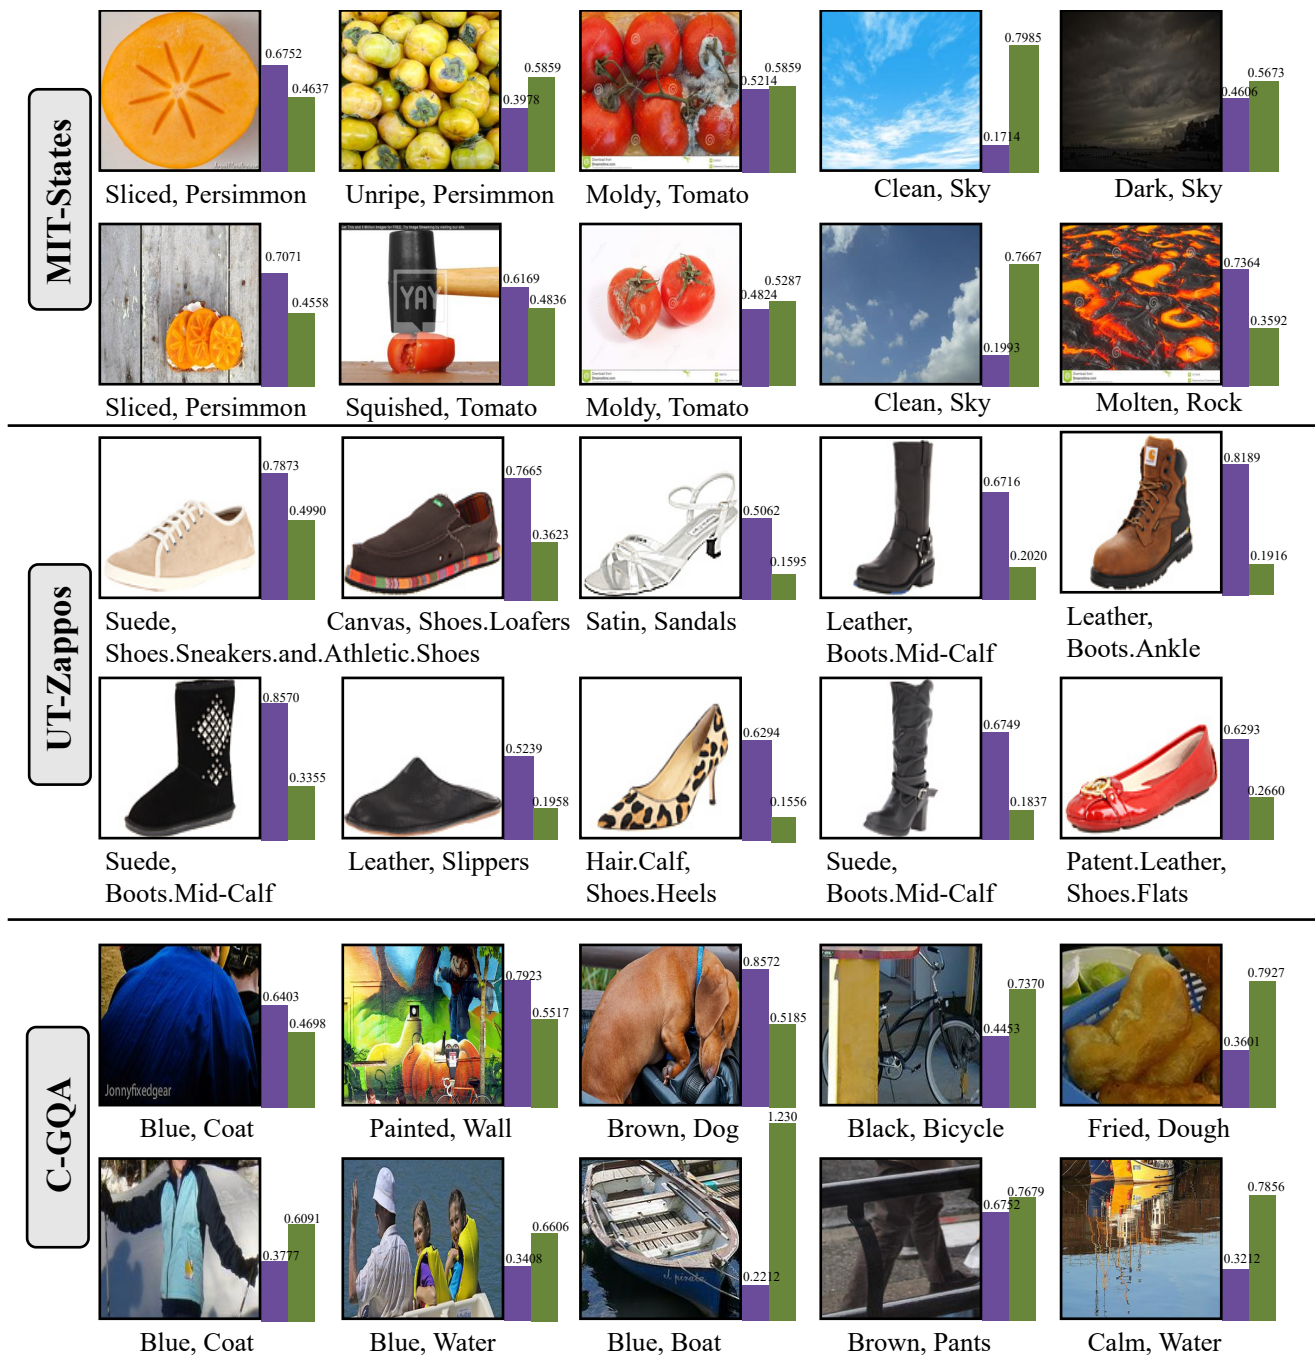 MIT-States
0.6752
0.4637
0.3978
0.5859
0.5214
0.5859
0.1714
0.7985
0.4606
0.5673
Sliced, Persimmon
Unripe, Persimmon
Moldy, Tomato
Clean, Sky
Dark, Sky
0.7071
0.4558
YAY
0.6169
0.4836
0.4824
0.5287
0.1993
0.7667
0.7364
0.3592
Sliced, Persimmon
Squished, Tomato
Moldy, Tomato
Clean, Sky
Molten, Rock
UT-Zappos
0.7873
0.4990
0.7665
0.3623
0.5062
0.1595
0.6716
0.2020
0.8189
0.1916
Suede,
Shoes.Sneakers.and.Athletic.Shoes
Canvas, Shoes.Loafers
Satin, Sandals
Leather,
Boots.Mid-Calf
Leather,
Boots.Ankle
0.8570
0.3355
0.5239
0.1958
0.6294
0.1556
0.6749
0.1837
0.6293
0.2660
Suede,
Boots.Mid-Calf
Leather, Slippers
Hair.Calf,
Shoes.Heels
Suede,
Boots.Mid-Calf
Patent.Leather,
Shoes.Flats
C-GQA
Jonnyfixedgear
0.6403
0.4698
0.7923
0.5517
0.8572
0.5185
0.4453
0.7370
0.3601
0.7927
Blue, Coat
Painted, Wall
Brown, Dog
Black, Bicycle
Fried, Dough
0.3777
0.6091
0.3408
0.6606
il pirata
0.2212
1.230
0.6752
0.7679
0.3212
0.7856
Blue, Coat
Blue, Water
Blue, Boat
Brown, Pants
Calm, Water